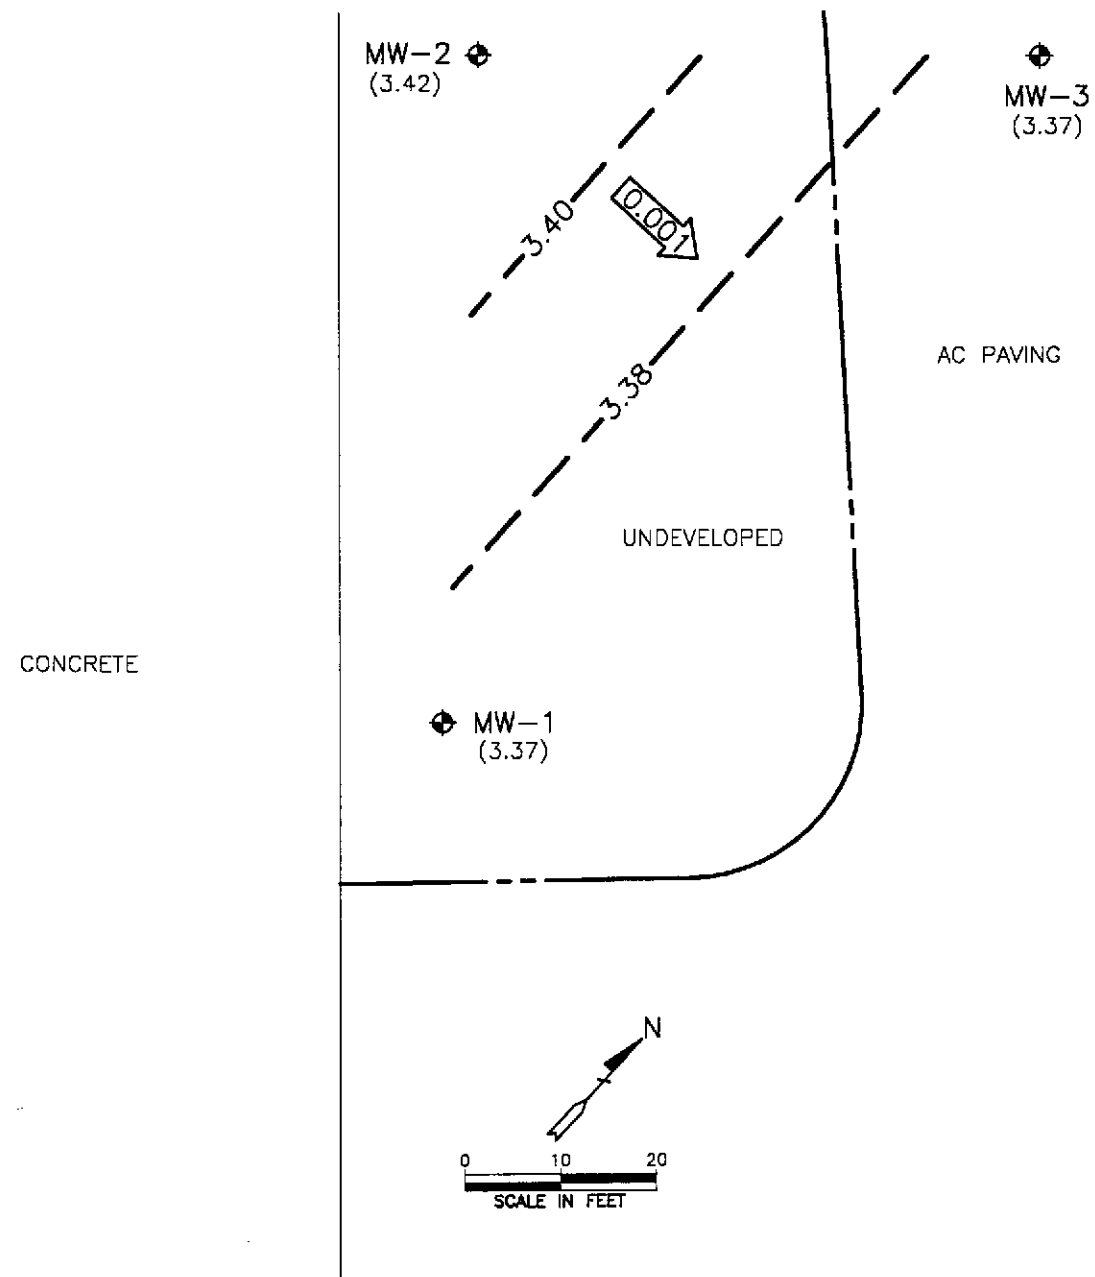 MW-2
(3.42)
MW-3
(3.37)
3.40
0.001
3.38
AC PAVING
UNDEVELOPED
CONCRETE
MW-1
(3.37)
N
0 10 20
SCALE IN FEET